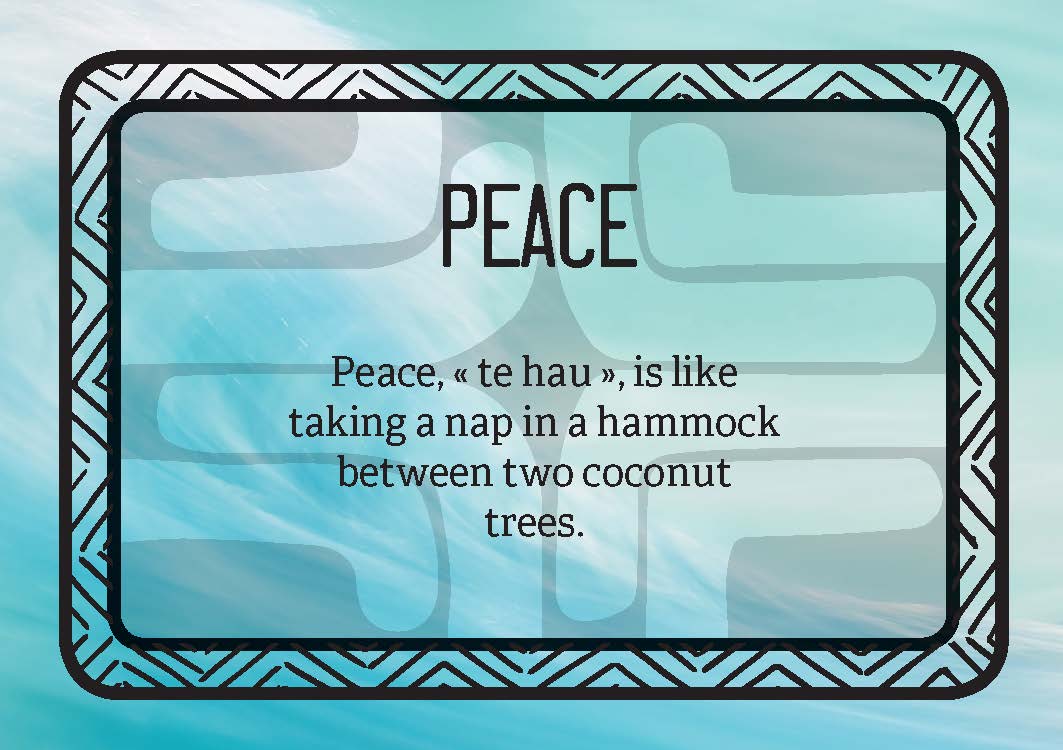 PEACE
Peace, « te hau », is like
taking a nap in a hammock
between two coconut
trees.